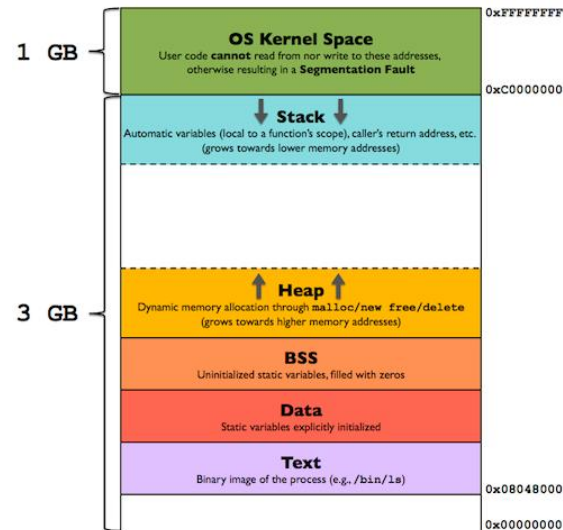 0xFFFFFFFF
1 GB
OS Kernel Space
User code cannot read from nor write to these addresses,
otherwise resulting in a Segmentation Fault
0xC0000000
Stack
Automatic variables (local to a function's scope), caller's return address, etc.
(grows towards lower memory addresses)
3 GB
Heap
Dynamic memory allocation through malloc/new free/delete
(grows towards higher memory addresses)
BSS
Uninitialized static variables, filled with zeros
Data
Static variables explicitly initialized
Text
Binary image of the process (e.g., /bin/ls)
0x08048000
0x00000000